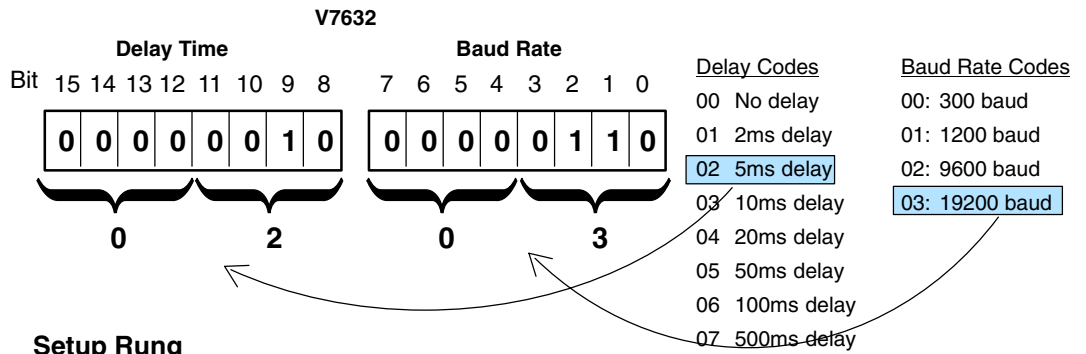 V7632
Delay Time Baud Rate
Bit 15 14 13 12 11 10 9 8 7 6 5 4 3 2 1 0
0 0 0 0 0 0 1 0 0 0 0 0 0 1 1 0
0 2 0 3
Delay Codes
00 No delay
01 2ms delay
02 5ms delay
03 10ms delay
04 20ms delay
05 50ms delay
06 100ms delay
07 500ms delay
Baud Rate Codes
00: 300 baud
01: 1200 baud
02: 9600 baud
03: 19200 baud
Setup Rung